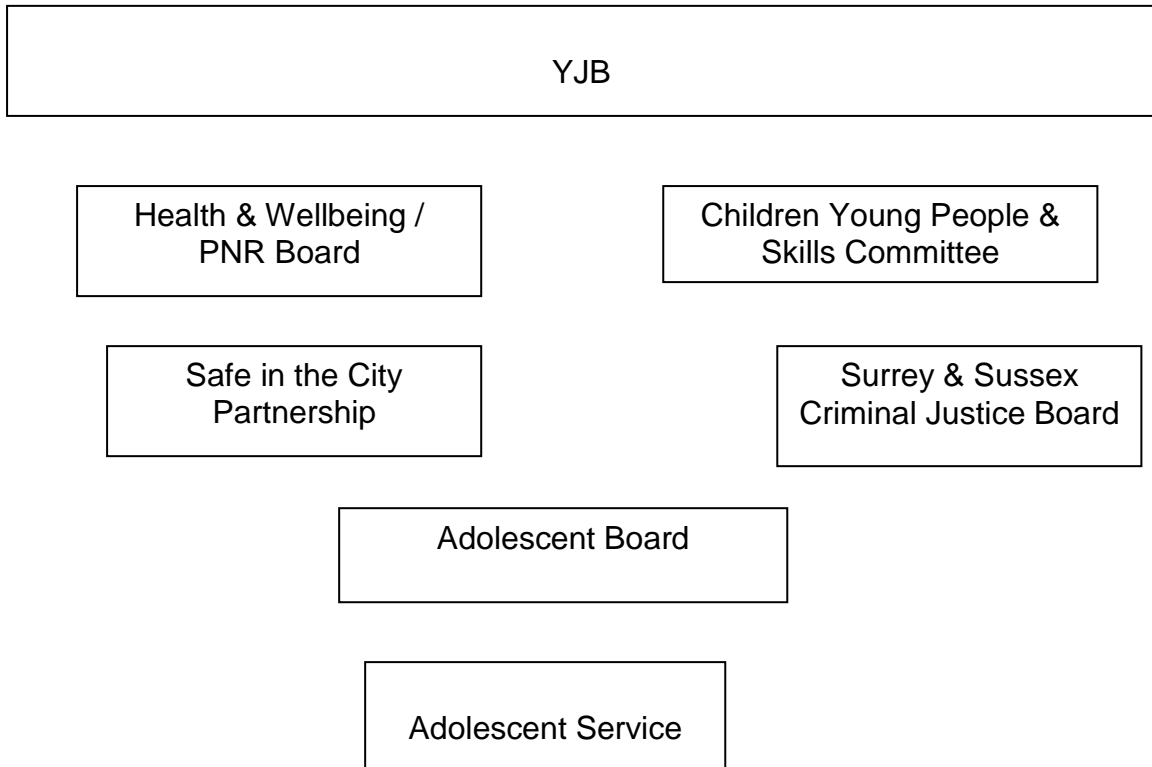 YJB
Health & Wellbeing /
PNR Board
Children Young People &
Skills Committee
Safe in the City
Partnership
Surrey & Sussex
Criminal Justice Board
Adolescent Board
Adolescent Service